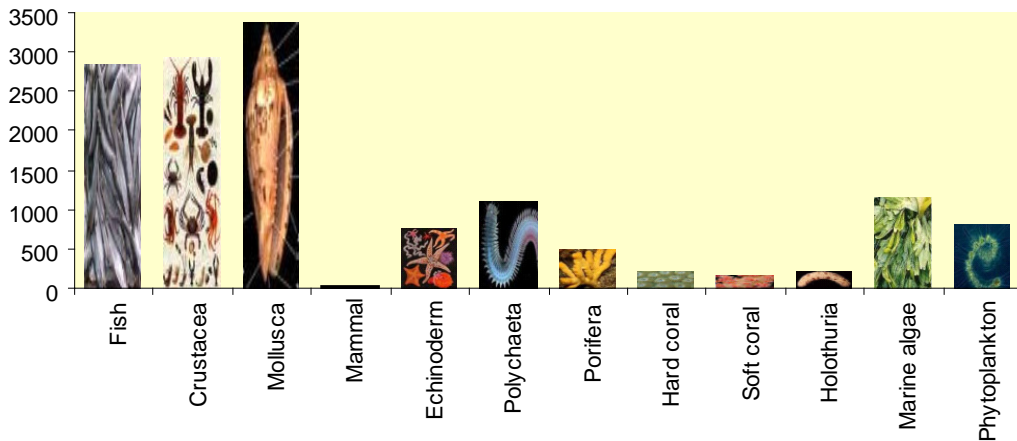 3500
3000
2500
2000
1500
1000
500
0
Fish
Crustacea
Mollusca
Mammal
Echinoderm
Polychaeta
Porifera
Hard coral
Soft coral
Holothuria
Marine algae
Phytoplankton